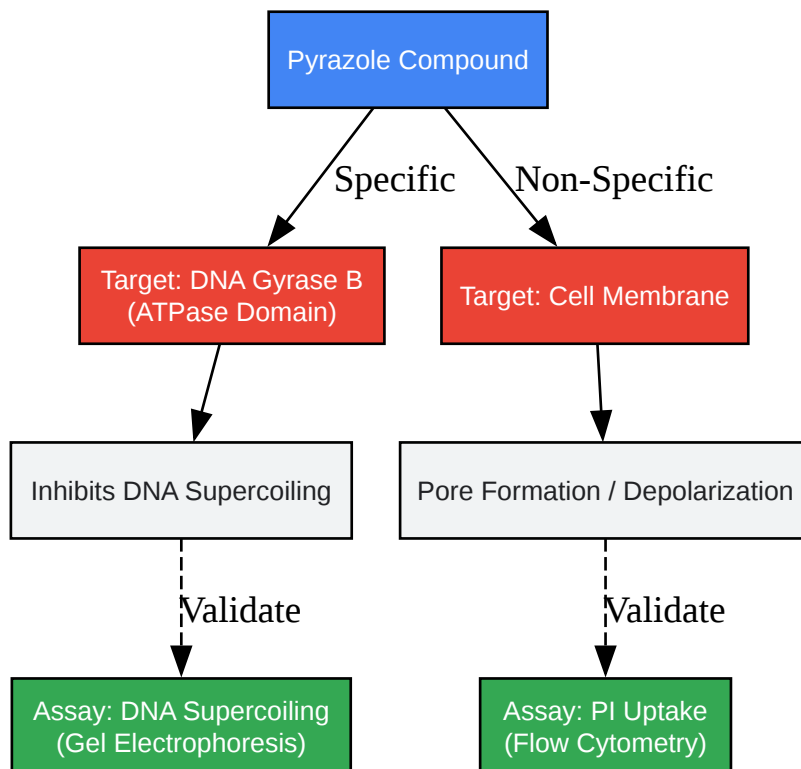 Pyrazole Compound
Specific
Non-Specific
Target: DNA Gyrase B
(ATPase Domain)
Target: Cell Membrane
Inhibits DNA Supercoiling
Pore Formation / Depolarization
Validate
Validate
Assay: DNA Supercoiling
(Gel Electrophoresis)
Assay: PI Uptake
(Flow Cytometry)